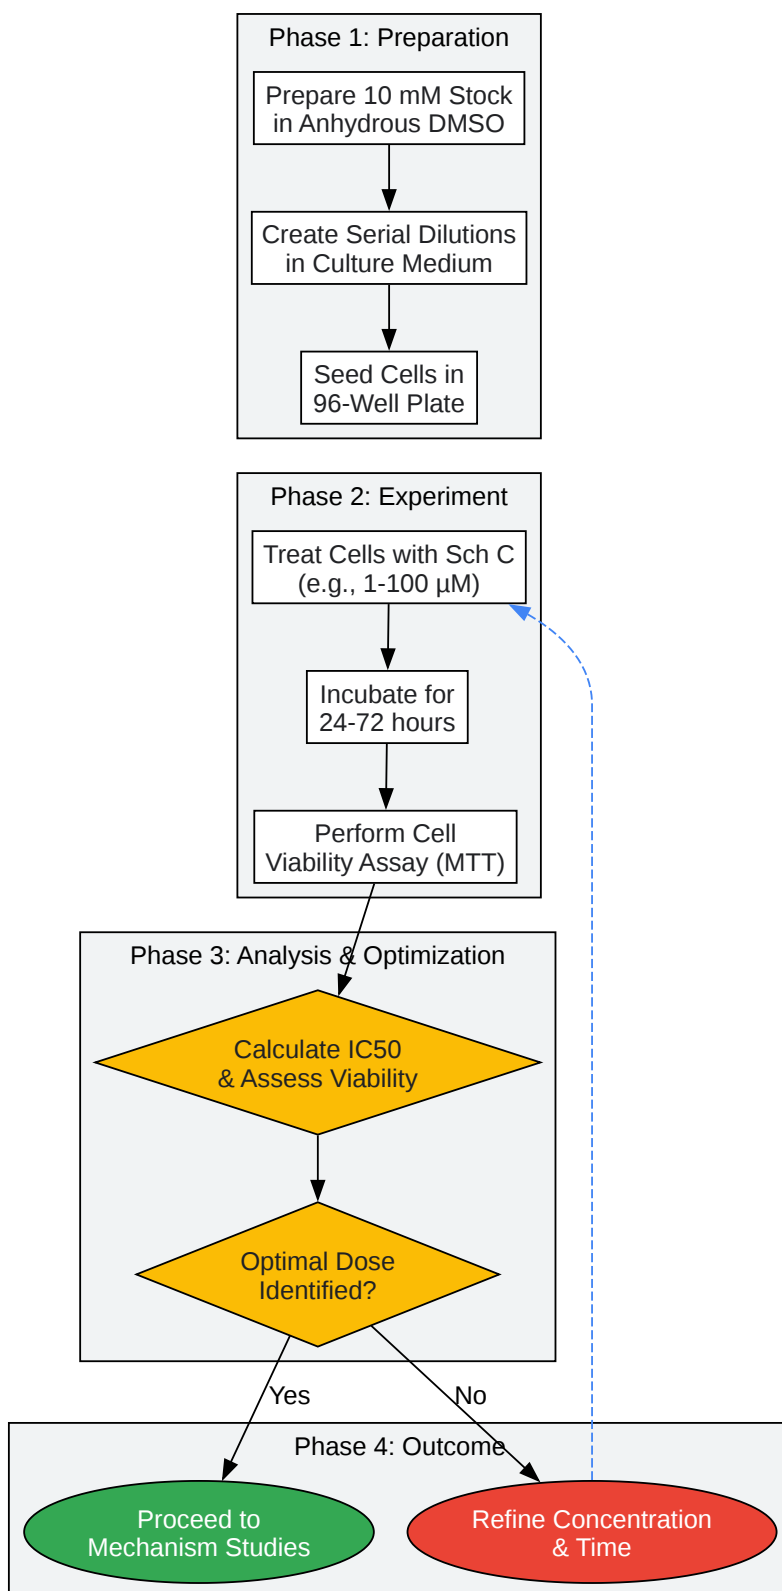 Phase 1: Preparation
Prepare 10 mM Stock
in Anhydrous DMSO
Create Serial Dilutions
in Culture Medium
Seed Cells in
96-Well Plate
Phase 2: Experiment
Treat Cells with Sch C
(e.g., 1-100 µM)
Incubate for
24-72 hours
Perform Cell
Viability Assay (MTT)
Phase 3: Analysis & Optimization
Calculate IC50
& Assess Viability
Optimal Dose
Identified?
Yes
No
Phase 4: Outcome
Proceed to
Mechanism Studies
Refine Concentration
& Time